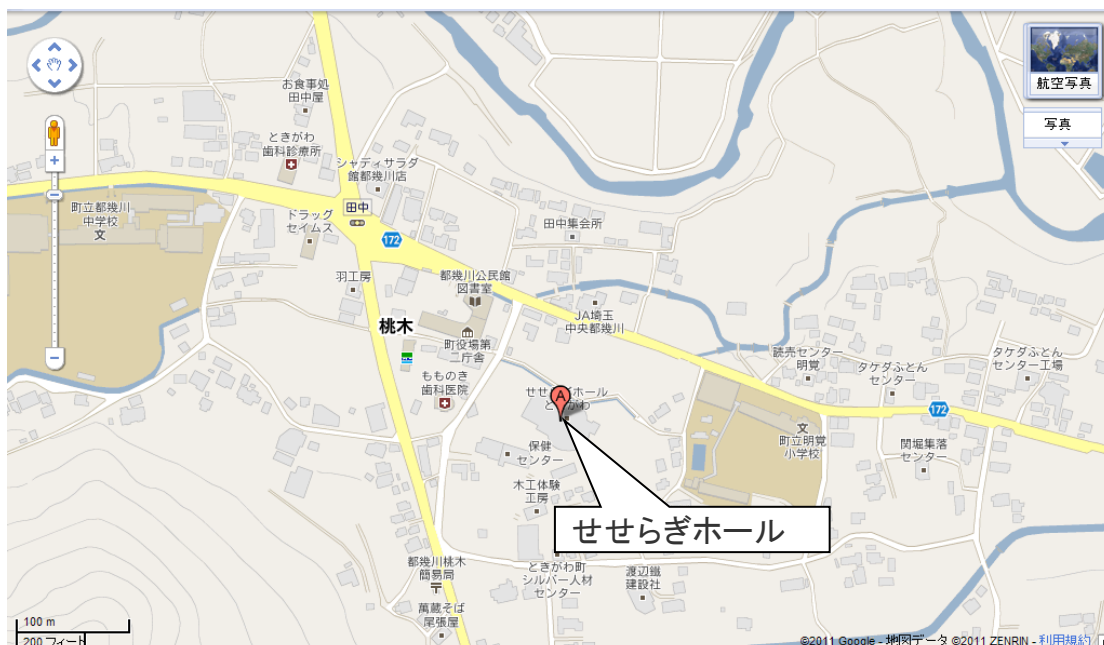 航空写真
写真
お食事処
田中屋
ときがわ
歯科診療所
シャディサラダ
館都幾川店
町立都幾川
中学校
文
田中
ドラッグ
セイムス
172
田中集会所
羽工房
都幾川公民館
図書室
桃木
町役場第
二庁舎
JA埼玉
中央都幾川
読売センター
明覚
タケダふとん
センター
タケダふとん
センター工場
もものき
歯科医院
せせらぎホール
A
172
文
町立明覚
小学校
保健
センター
関堀集落
センター
木工体験
工房
せせらぎホール
都幾川桃木
簡易局
ときがわ町
シルバー人材
センター
渡辺鐵
建設社
萬蔵そば
尾張屋
100 m
200 フィート
©2011 Google - 地図データ ©2011 ZENRIN - 利用規約